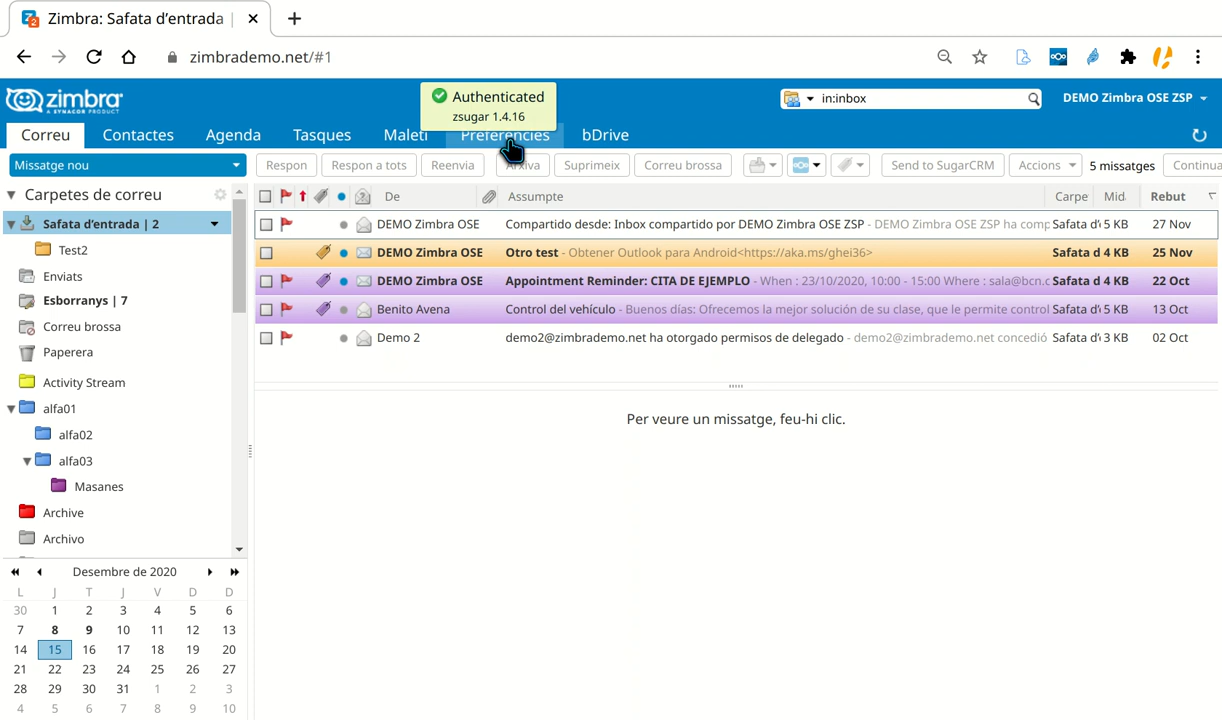 Zimbra: Safata d’entrada
zimbrademo.net/#1
zimbra
A SYNACOR PRODUCT
Authenticated
zsugar 1.4.16
in:inbox
DEMO Zimbra OSE ZSP
Correu Contactes Agenda Tasques Maletí Preferències bDrive
Missatge nou Respon Respon a tots Reenvia Arxiva Suprimeix Correu brossa Send to SugarCRM Accions 5 missatges Continua
Carpetes de correu
De Assumpte Carpe Mid Rebut
Safata d’entrada | 2
Test2
Enviats
Esborranys | 7
Correu brossa
Paperera
Activity Stream
alfa01
alfa02
alfa03
Masanes
Archive
Archivo
DEMO Zimbra OSE Compartido desde: Inbox compartido por DEMO Zimbra OSE ZSP - DEMO Zimbra OSE ZSP ha comp Safata d’ 5 KB 27 Nov
DEMO Zimbra OSE Otro test - Obtener Outlook para Android<https://aka.ms/ghei36> Safata d 4 KB 25 Nov
DEMO Zimbra OSE Appointment Reminder: CITA DE EJEMPLO - When : 23/10/2020, 10:00 - 15:00 Where : sala@bcn.c Safata d 4 KB 22 Oct
Benito Avena Control del vehículo - Buenos días: Ofrecemos la mejor solución de su clase, que le permite control Safata d’ 5 KB 13 Oct
Demo 2 demo2@zimbrademo.net ha otorgado permisos de delegado - demo2@zimbrademo.net concedió Safata d’ 3 KB 02 Oct
Per veure un missatge, feu-hi clic.
Desembre de 2020
L J T J V D D
30 1 2 3 4 5 6
7 8 9 10 11 12 13
14 15 16 17 18 19 20
21 22 23 24 25 26 27
28 29 30 31 1 2 3
4 5 6 7 8 9 10